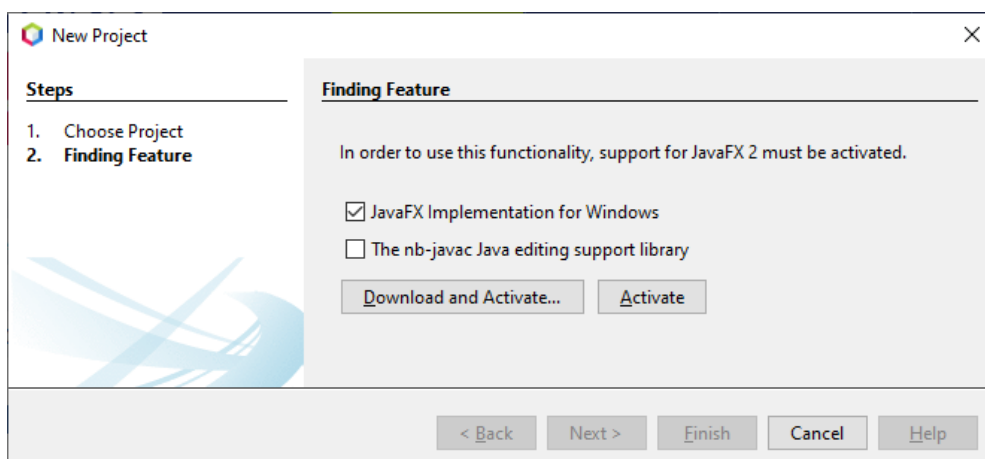 New Project
Steps
1. Choose Project
2. Finding Feature
Finding Feature
In order to use this functionality, support for JavaFX 2 must be activated.
JavaFX Implementation for Windows
The nb-javac Java editing support library
Download and Activate... Activate
< Back Next > Finish Cancel Help